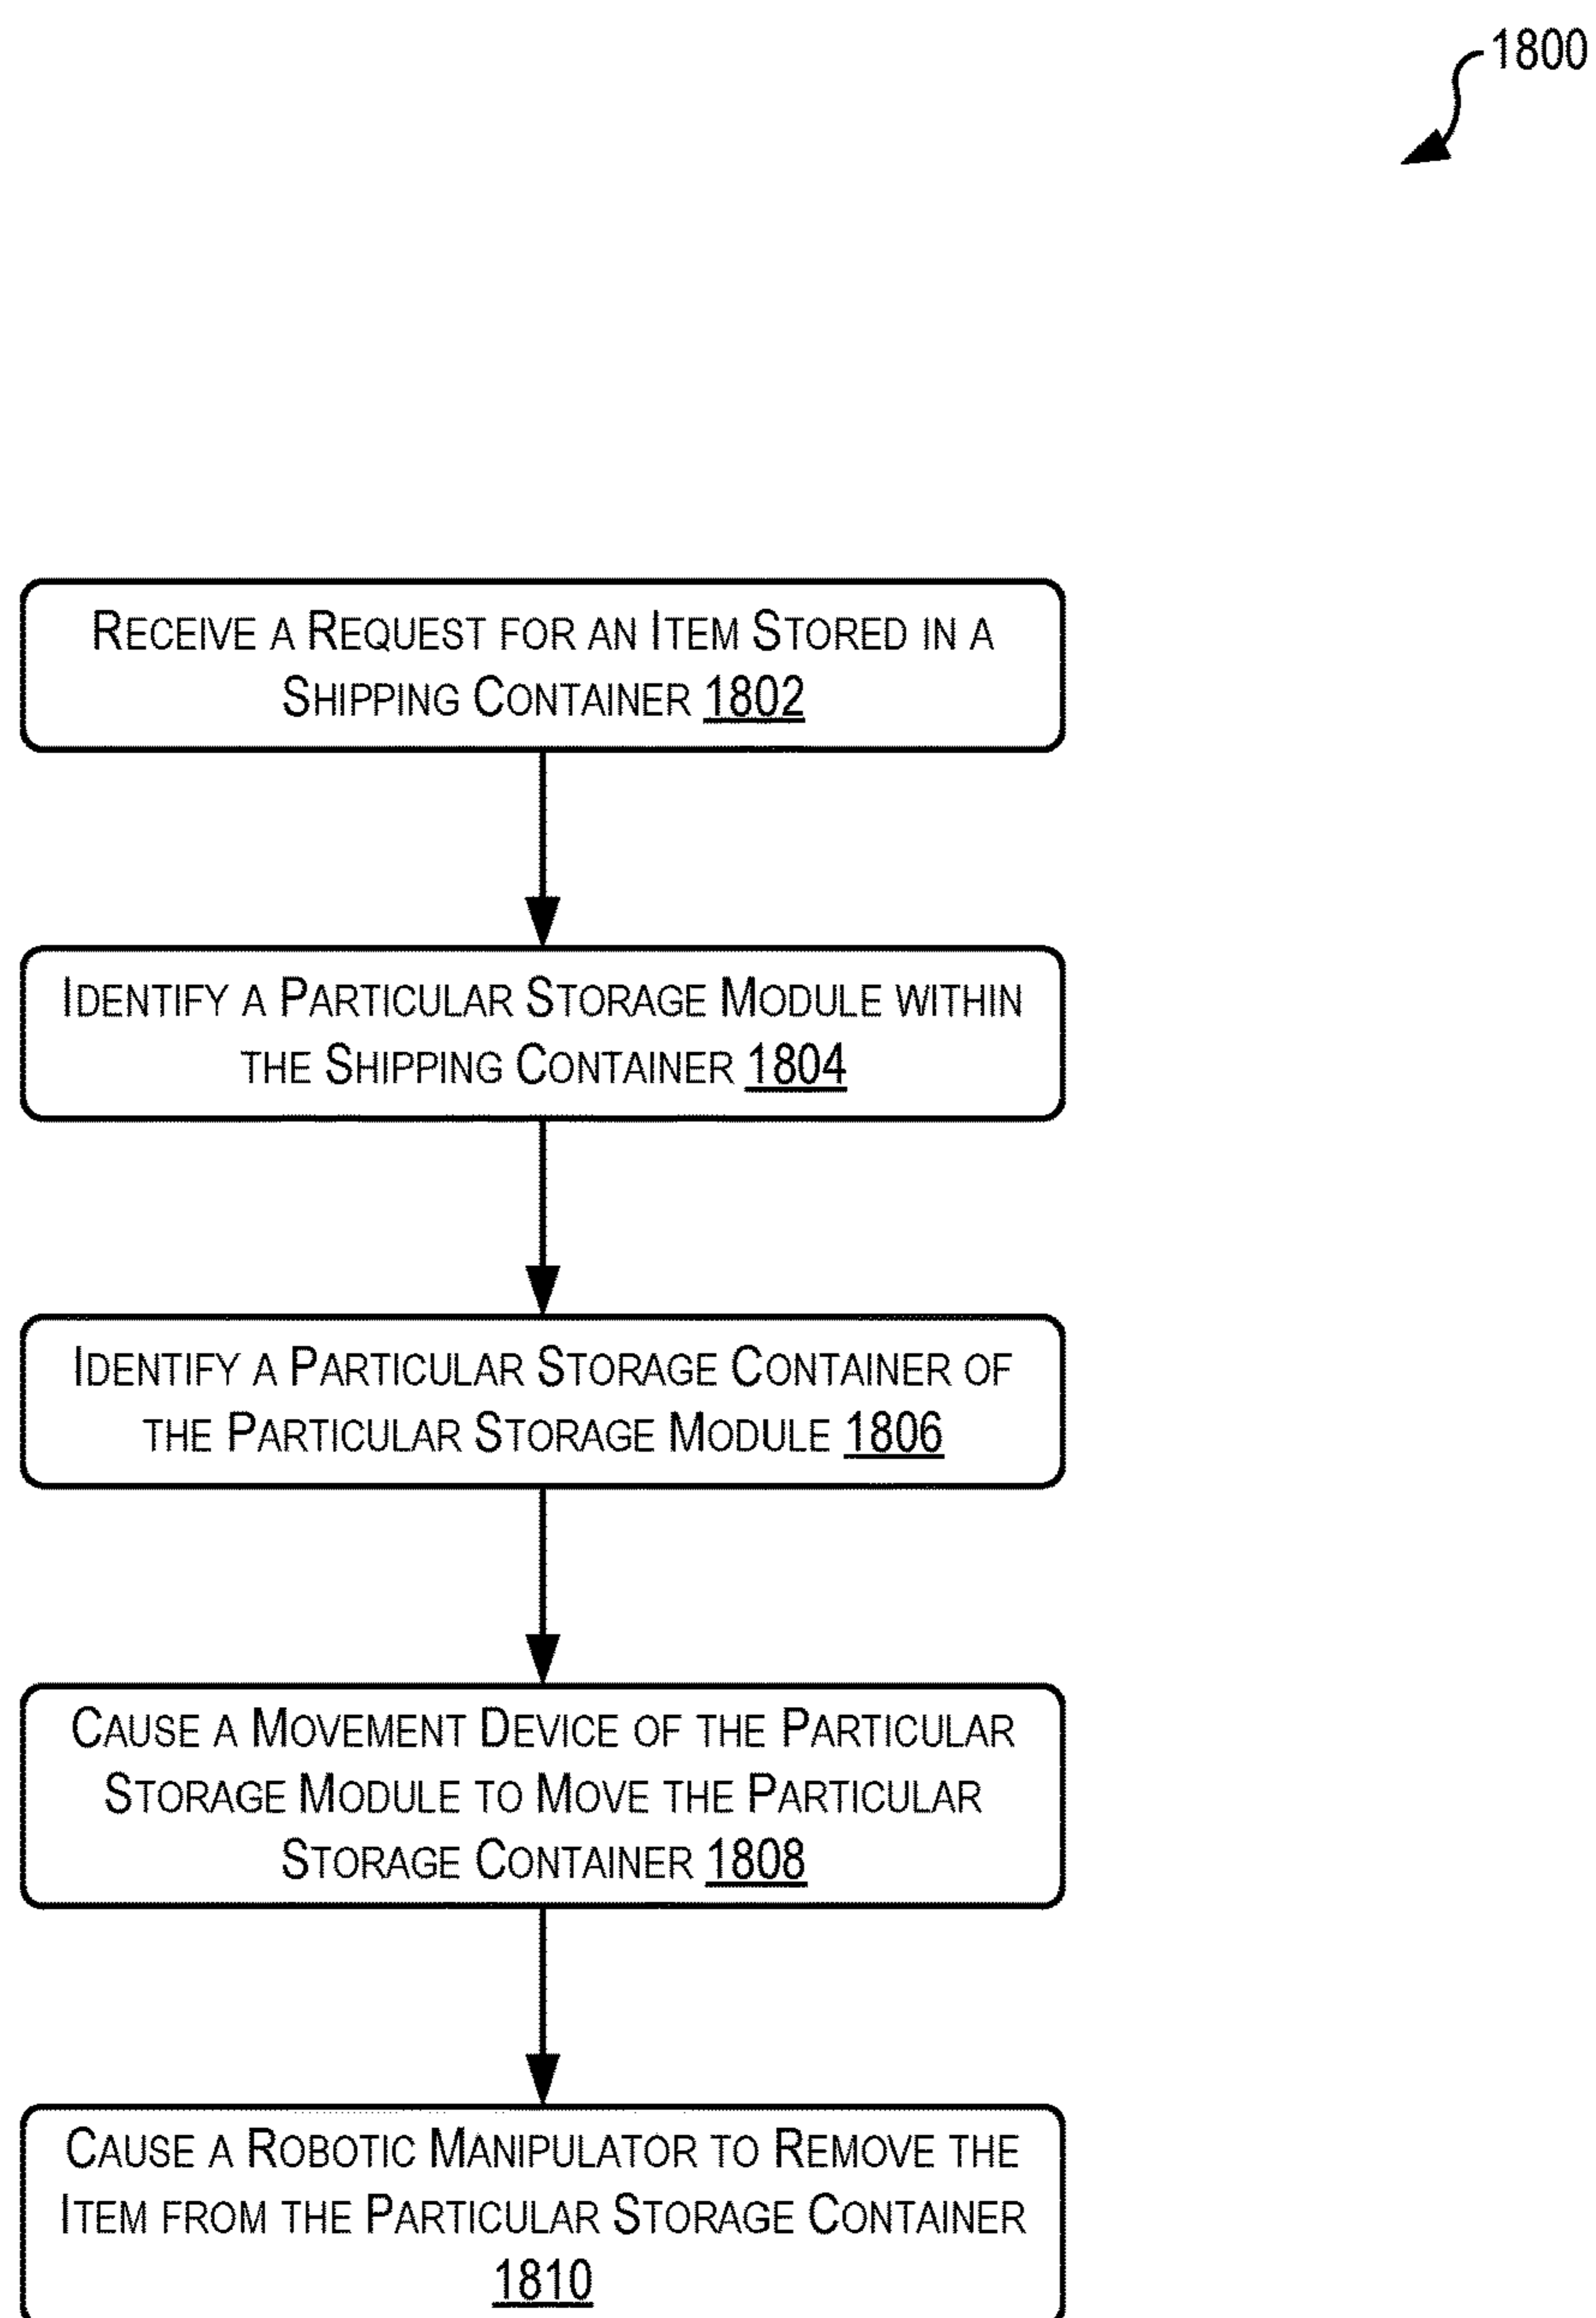 1800
Receive a Request for an Item Stored in a
Shipping Container 1802
Identify a Particular Storage Module within
the Shipping Container 1804
Identify a Particular Storage Container of
the Particular Storage Module 1806
Cause a Movement Device of the Particular
Storage Module to Move the Particular
Storage Container 1808
Cause a Robotic Manipulator to Remove the
Item from the Particular Storage Container
1810